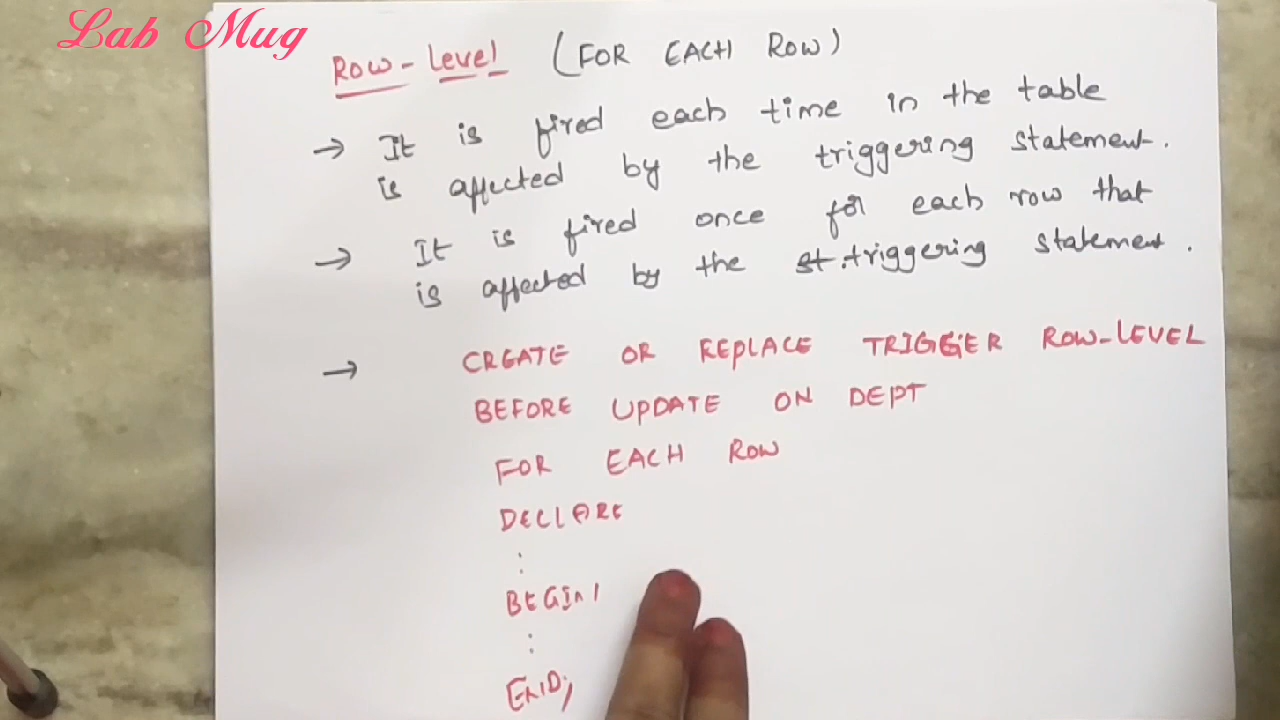 Lab Mug
Row-Level (FOR EACH ROW)
→ It is fired each time in the table
is affected by the triggering statement.
→ It is fired once for each row that
is affected by the st.triggering statement.
→ CREATE OR REPLACE TRIGGER ROW-LEVEL
BEFORE UPDATE ON DEPT
FOR EACH ROW
DECLARE
:
BEGIN
:
END;